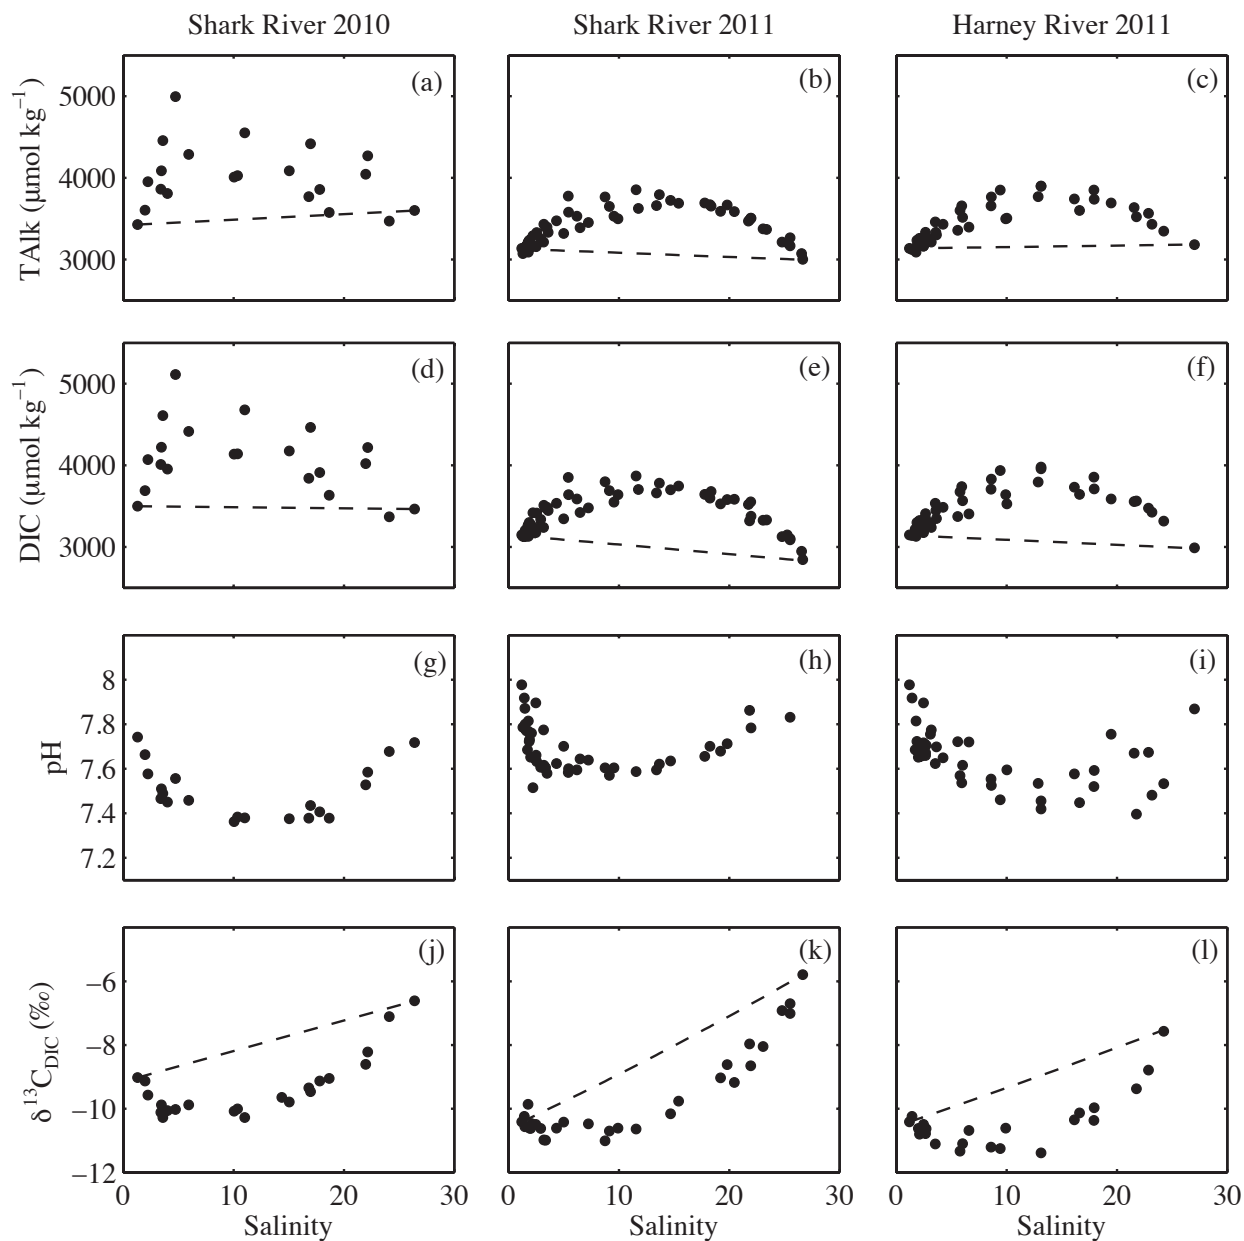 Shark River 2010 Shark River 2011 Harney River 2011
(a) (b) (c)
TAlk (μmol kg⁻¹)
5000
4000
3000
(d) (e) (f)
DIC (μmol kg⁻¹)
5000
4000
3000
(g) (h) (i)
pH
8
7.8
7.6
7.4
7.2
(j) (k) (l)
δ¹³C_DIC (‰)
−6
−8
−10
−12
0 10 20 30 0 10 20 30 0 10 20 30
Salinity Salinity Salinity